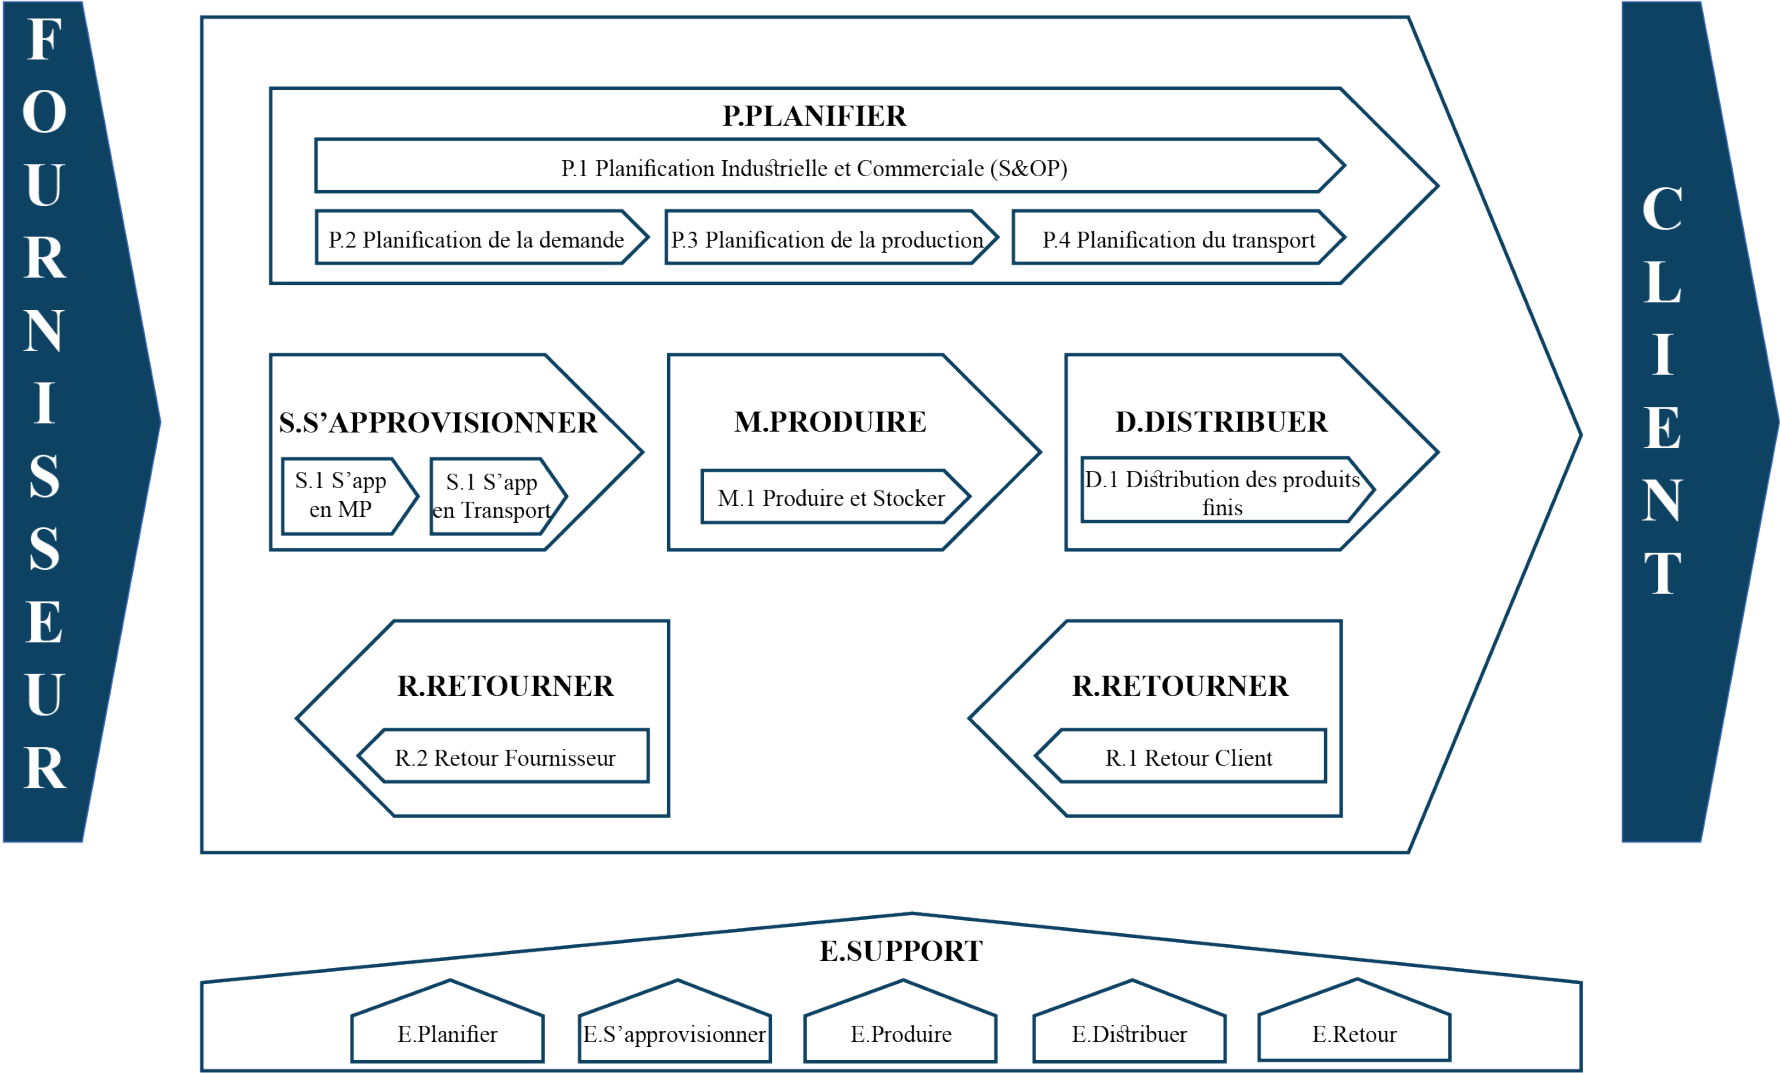 FOURNISSEUR
P.PLANIFIER
P.1 Planification Industrielle et Commerciale (S&OP)
P.2 Planification de la demande
P.3 Planification de la production
P.4 Planification du transport
S.S’APPROVISIONNER
S.1 S’app
en MP
S.1 S’app
en Transport
M.PRODUIRE
M.1 Produire et Stocker
D.DISTRIBUER
D.1 Distribution des produits
finis
R.RETOURNER
R.2 Retour Fournisseur
R.RETOURNER
R.1 Retour Client
CLIENT
E.SUPPORT
E.Planifier
E.S’approvisionner
E.Produire
E.Distribuer
E.Retour